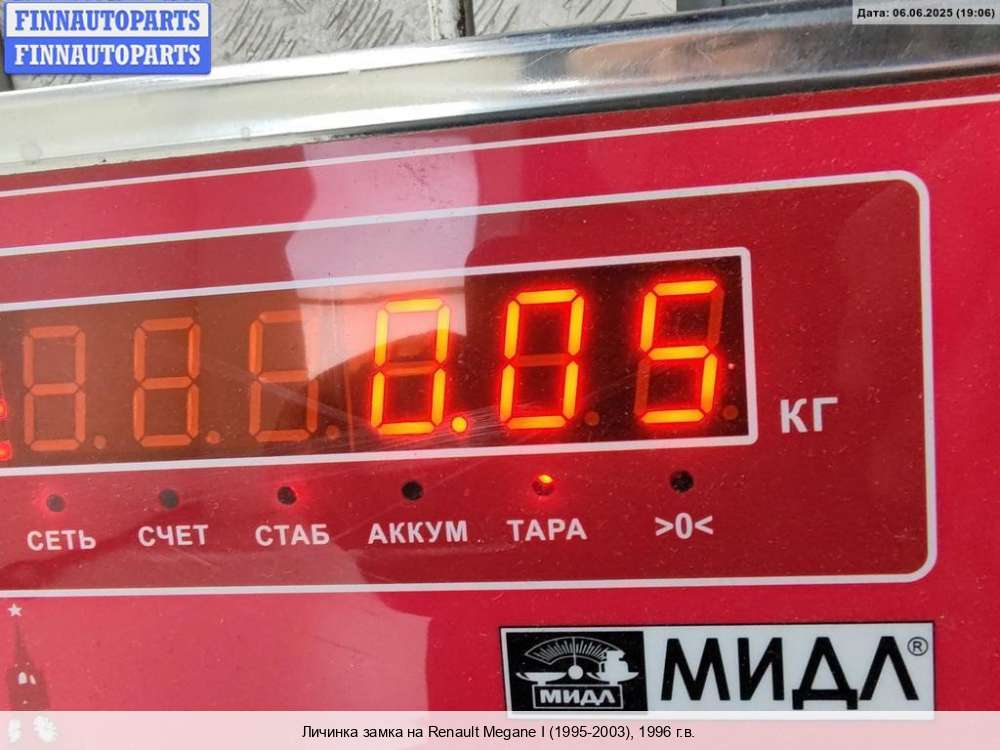 FINNAUTOPARTS
FINNAUTOPARTS
Дата: 06.06.2025 (19:06)
0.05
КГ
СЕТЬ СЧЕТ СТАБ АККУМ ТАРА >0<
МИДЛ
МИДЛ®
Личинка замка на Renault Megane I (1995-2003), 1996 г.в.